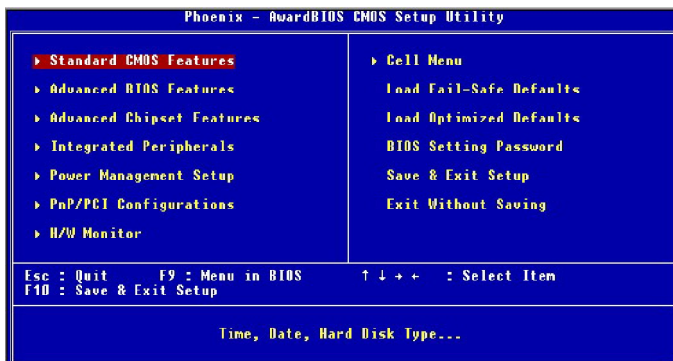 Phoenix - AwardBIOS CMOS Setup Utility
▸ Standard CMOS Features
▸ Advanced BIOS Features
▸ Advanced Chipset Features
▸ Integrated Peripherals
▸ Power Management Setup
▸ PnP/PCI Configurations
▸ H/W Monitor
▸ Cell Menu
Load Fail-Safe Defaults
Load Optimized Defaults
BIOS Setting Password
Save & Exit Setup
Exit Without Saving
Esc : Quit F9 : Menu in BIOS ↑ ↓ → ← : Select Item
F10 : Save & Exit Setup
Time, Date, Hard Disk Type...